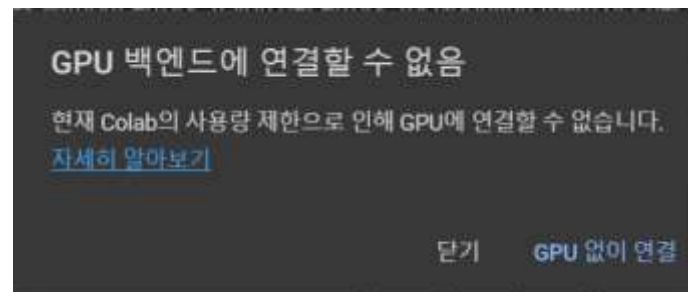 GPU 백엔드에 연결할 수 없음
현재 Colab의 사용량 제한으로 인해 GPU에 연결할 수 없습니다.
자세히 알아보기
닫기 GPU 없이 연결